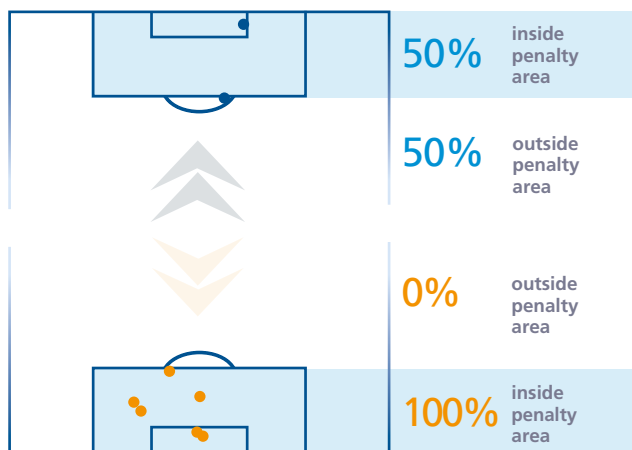 50%
inside
penalty
area
50%
outside
penalty
area
0%
outside
penalty
area
100%
inside
penalty
area